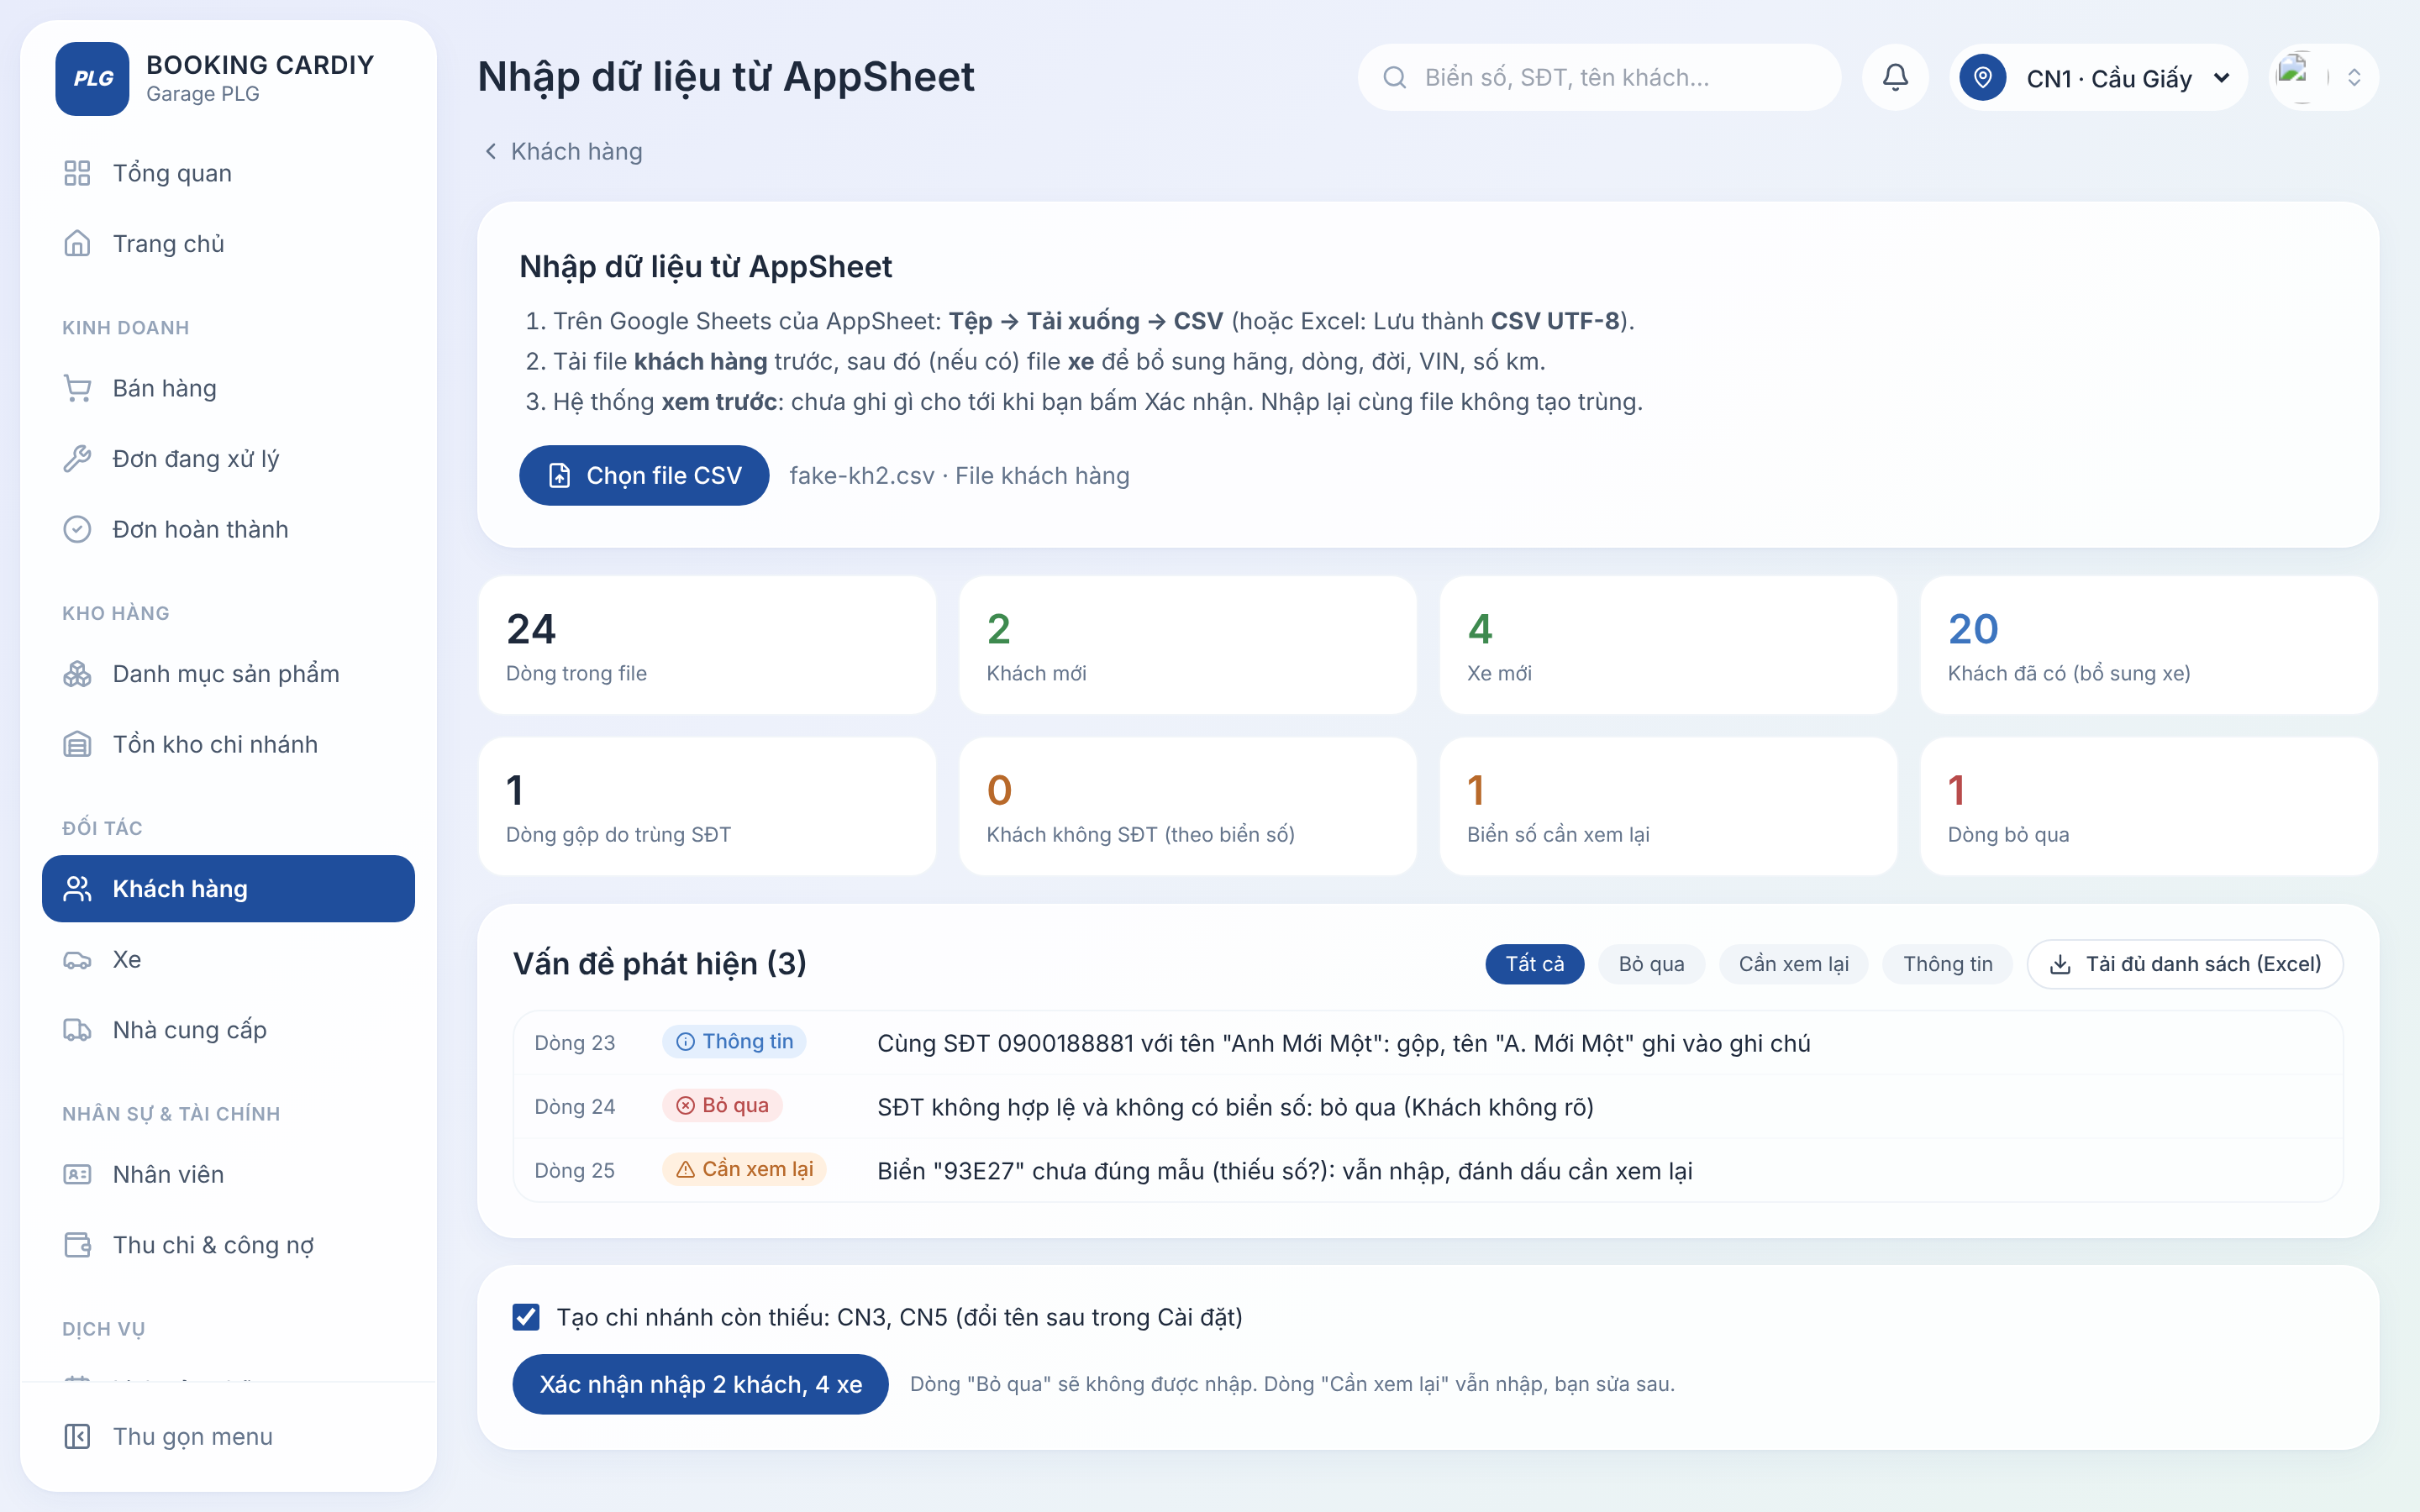 PLG
BOOKING CARDIY
Garage PLG
Tổng quan
Trang chủ
KINH DOANH
Bán hàng
Đơn đang xử lý
Đơn hoàn thành
KHO HÀNG
Danh mục sản phẩm
Tồn kho chi nhánh
ĐỐI TÁC
Khách hàng
Xe
Nhà cung cấp
NHÂN SỰ & TÀI CHÍNH
Nhân viên
Thu chi & công nợ
DỊCH VỤ
Thu gọn menu
Nhập dữ liệu từ AppSheet
Biển số, SĐT, tên khách...
CN1 · Cầu Giấy
Khách hàng
Nhập dữ liệu từ AppSheet
1. Trên Google Sheets của AppSheet: Tệp → Tải xuống → CSV (hoặc Excel: Lưu thành CSV UTF-8).
2. Tải file khách hàng trước, sau đó (nếu có) file xe để bổ sung hãng, dòng, đời, VIN, số km.
3. Hệ thống xem trước: chưa ghi gì cho tới khi bạn bấm Xác nhận. Nhập lại cùng file không tạo trùng.
Chọn file CSV
fake-kh2.csv · File khách hàng
24
Dòng trong file
2
Khách mới
4
Xe mới
20
Khách đã có (bổ sung xe)
1
Dòng gộp do trùng SĐT
0
Khách không SĐT (theo biển số)
1
Biển số cần xem lại
1
Dòng bỏ qua
Vấn đề phát hiện (3)
Tất cả
Bỏ qua
Cần xem lại
Thông tin
Tải đủ danh sách (Excel)
Dòng 23 Thông tin Cùng SĐT 0900188881 với tên "Anh Mới Một": gộp, tên "A. Mới Một" ghi vào ghi chú
Dòng 24 Bỏ qua SĐT không hợp lệ và không có biển số: bỏ qua (Khách không rõ)
Dòng 25 Cần xem lại Biển "93E27" chưa đúng mẫu (thiếu số?): vẫn nhập, đánh dấu cần xem lại
Tạo chi nhánh còn thiếu: CN3, CN5 (đổi tên sau trong Cài đặt)
Xác nhận nhập 2 khách, 4 xe
Dòng "Bỏ qua" sẽ không được nhập. Dòng "Cần xem lại" vẫn nhập, bạn sửa sau.